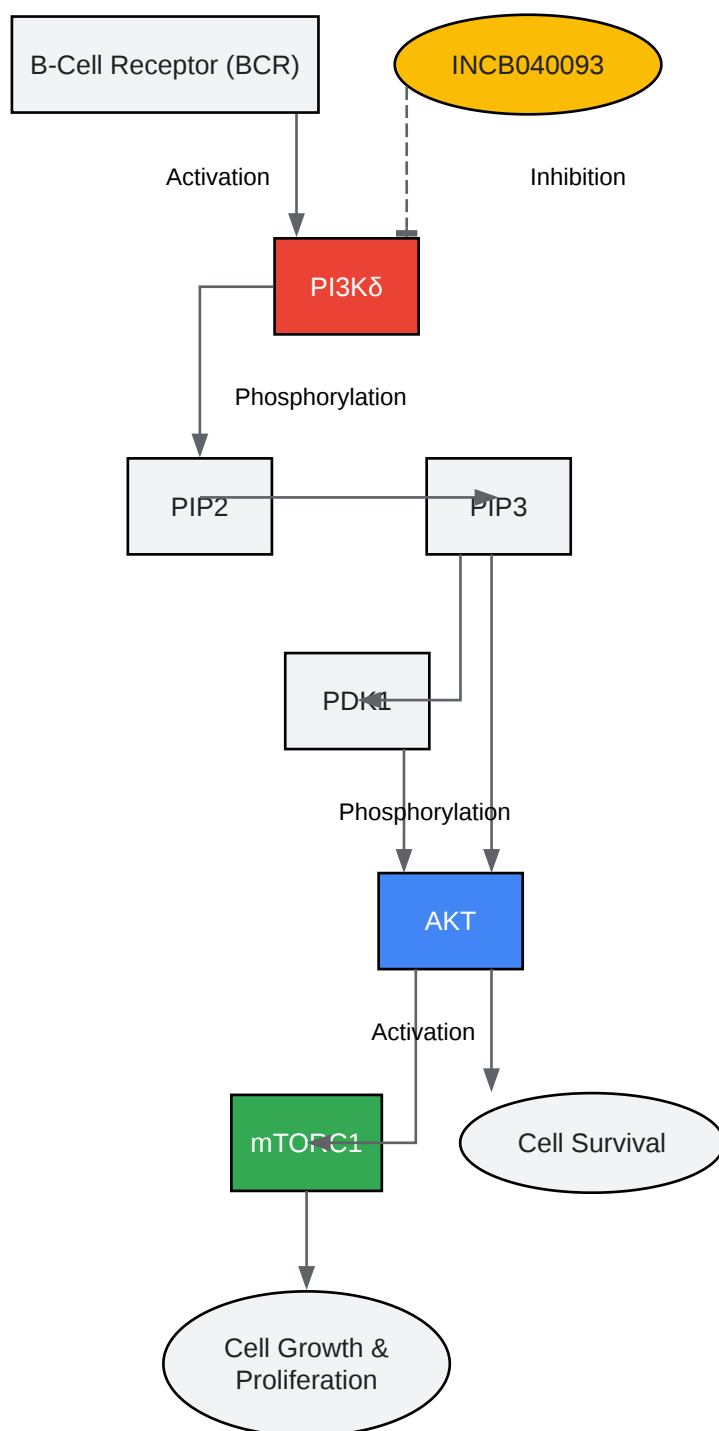 B-Cell Receptor (BCR)
INCB040093
Activation
Inhibition
PI3Kδ
Phosphorylation
PIP2
PIP3
PDK1
Phosphorylation
AKT
Activation
mTORC1
Cell Survival
Cell Growth &
Proliferation